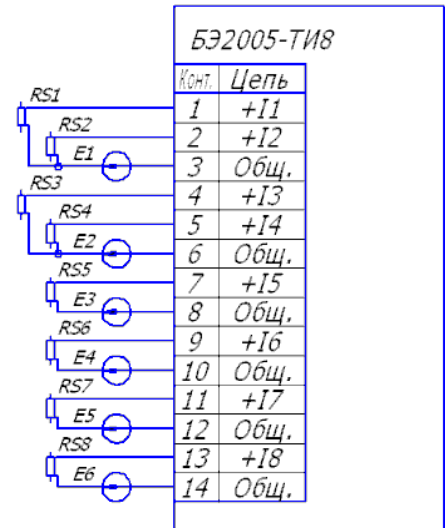 БЭ2005-ТИ8
Конт. Цепь
RS1
1 +I1
RS2
2 +I2
E1
3 Общ.
RS3
4 +I3
RS4
5 +I4
E2
6 Общ.
RS5
7 +I5
E3
8 Общ.
RS6
9 +I6
E4
10 Общ.
RS7
11 +I7
E5
12 Общ.
RS8
13 +I8
E6
14 Общ.